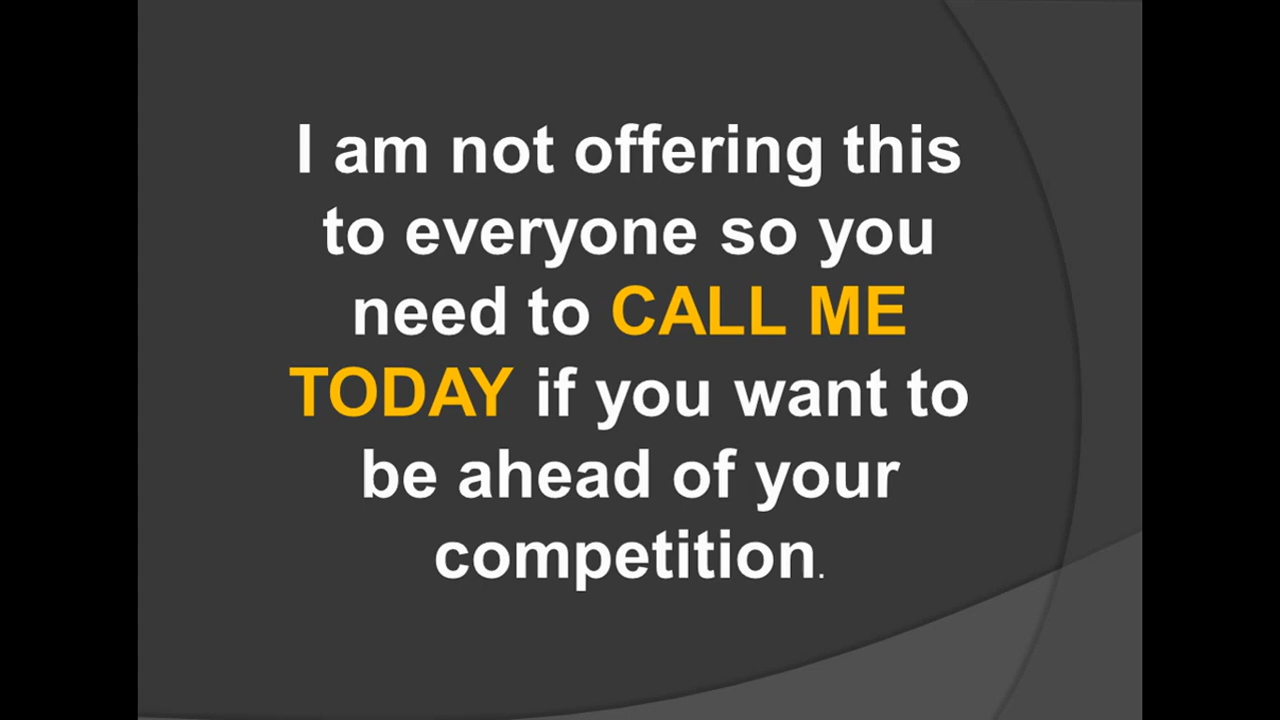 I am not offering this
to everyone so you
need to CALL ME
TODAY if you want to
be ahead of your
competition.